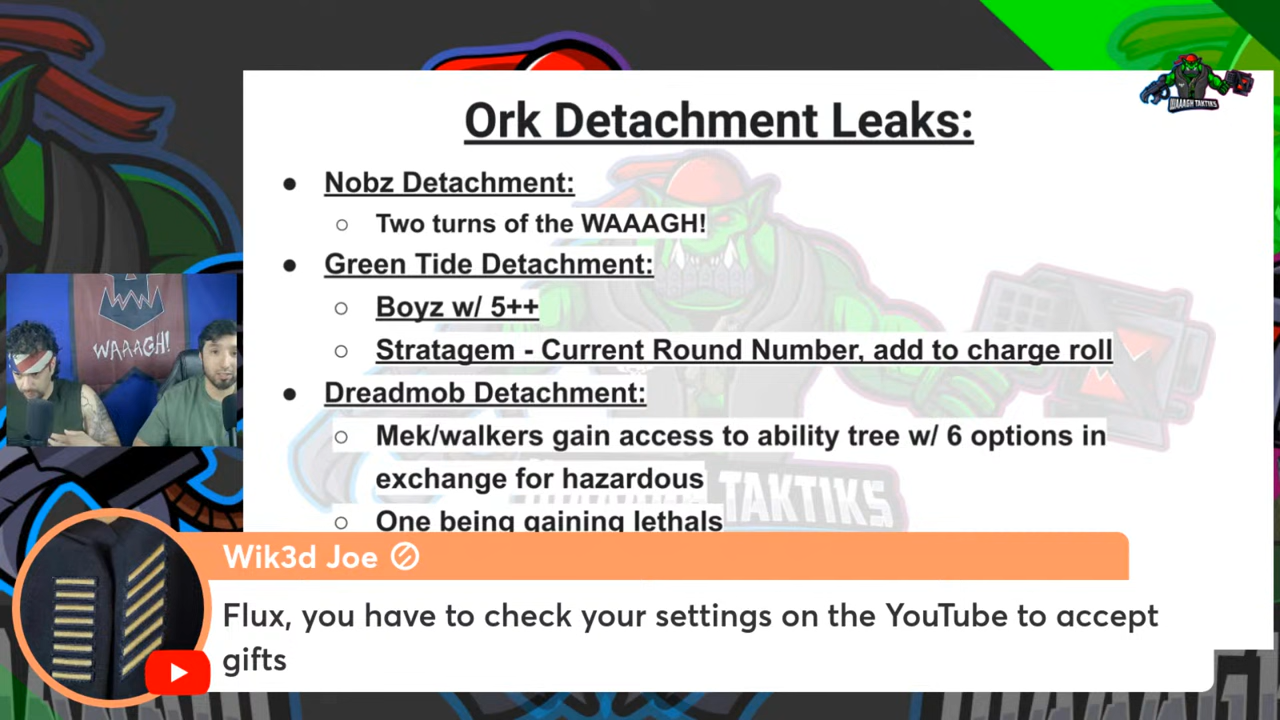 WAAAGH TAKTIKS
Ork Detachment Leaks:
● Nobz Detachment:
○ Two turns of the WAAAGH!
● Green Tide Detachment:
○ Boyz w/ 5++
○ Stratagem - Current Round Number, add to charge roll
WAAAGH!
● Dreadmob Detachment:
○ Mek/walkers gain access to ability tree w/ 6 options in
exchange for hazardous
TAKTIKS
○ One being gaining lethals
Wik3d Joe
Flux, you have to check your settings on the YouTube to accept
gifts